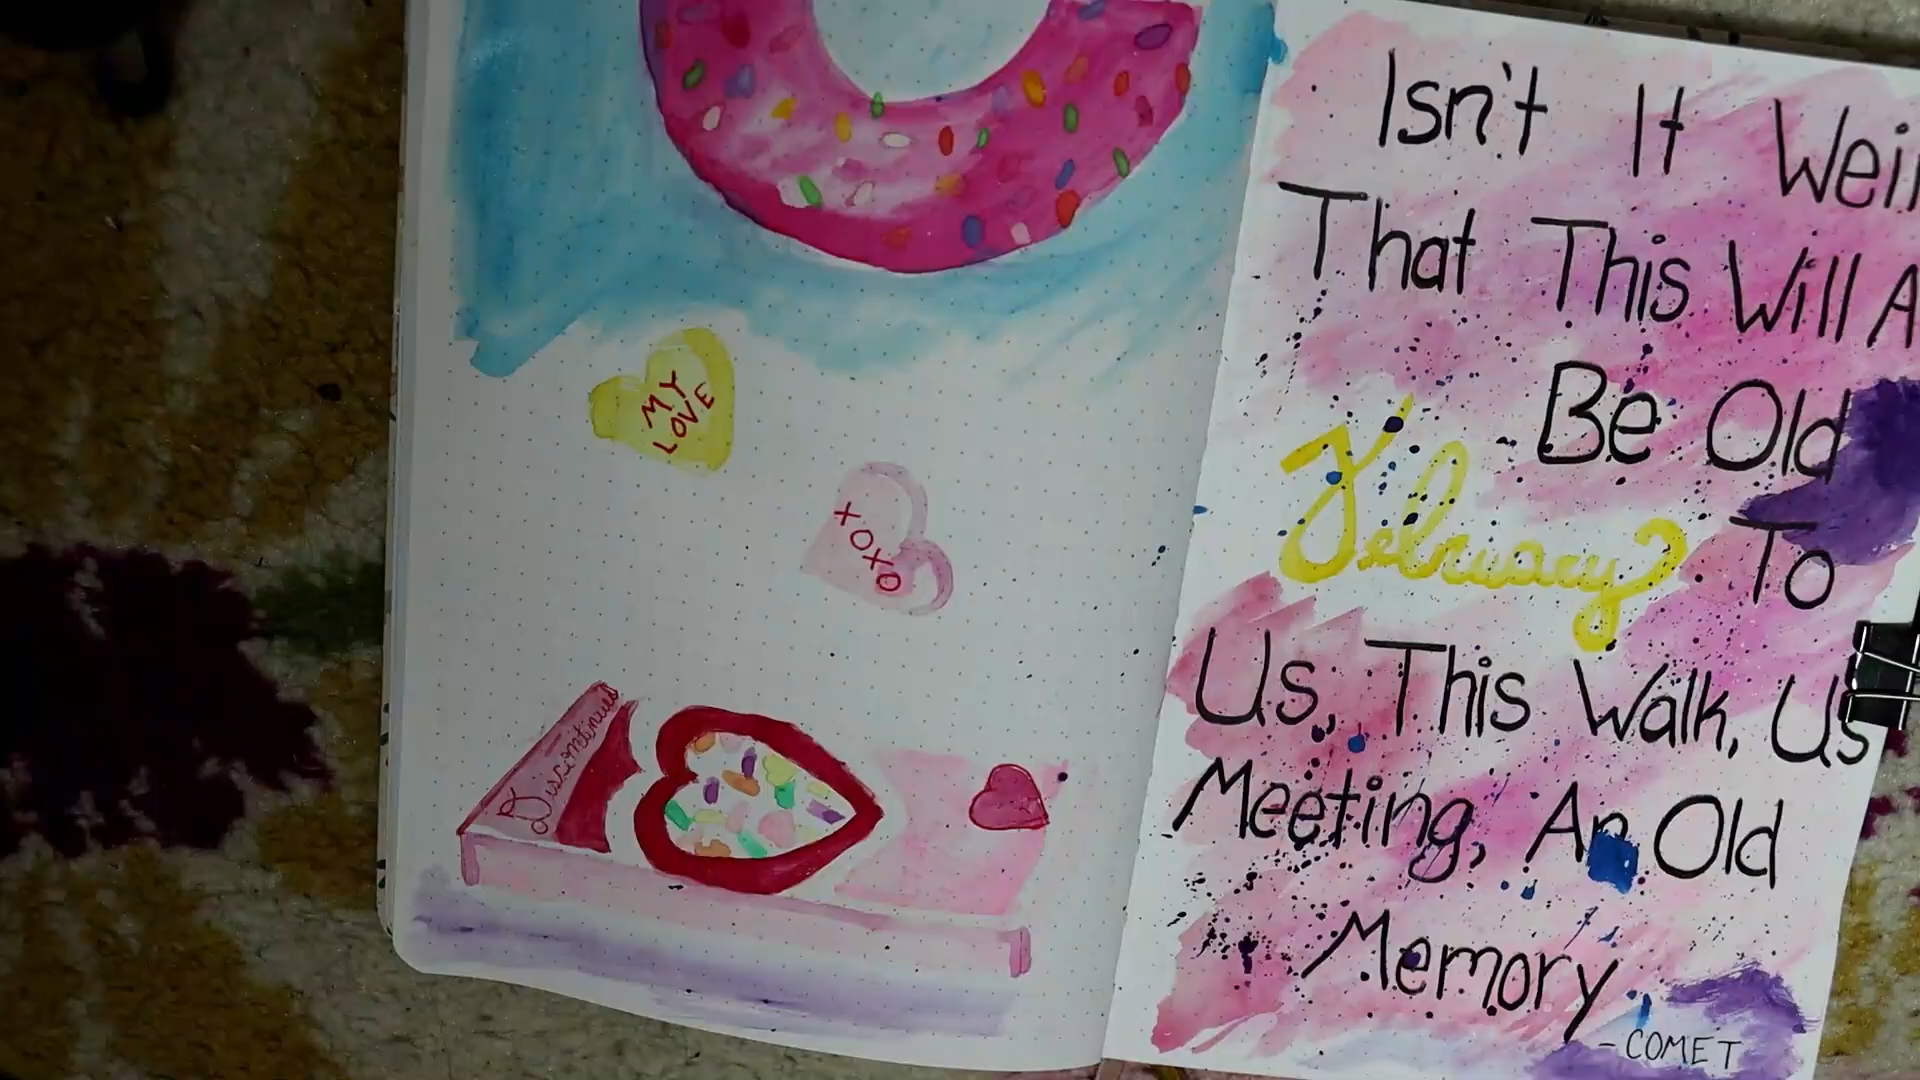 MY
LOVE
XOXO
Discontinued
Isn't It Wei
That This Will A
Be Old
February To
Us, This Walk, Us
Meeting, An Old
Memory
-COMET